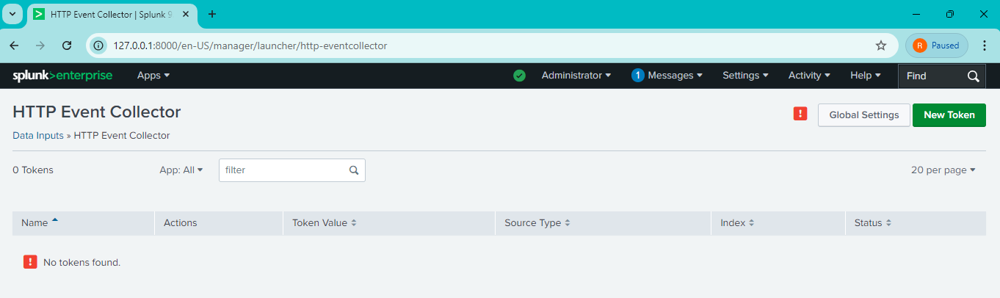 HTTP Event Collector | Splunk 9
127.0.0.1:8000/en-US/manager/launcher/http-eventcollector
R Paused
splunk>enterprise Apps Administrator 1 Messages Settings Activity Help Find
HTTP Event Collector
! Global Settings New Token
Data Inputs » HTTP Event Collector
0 Tokens App: All filter 20 per page
Name Actions Token Value Source Type Index Status
! No tokens found.